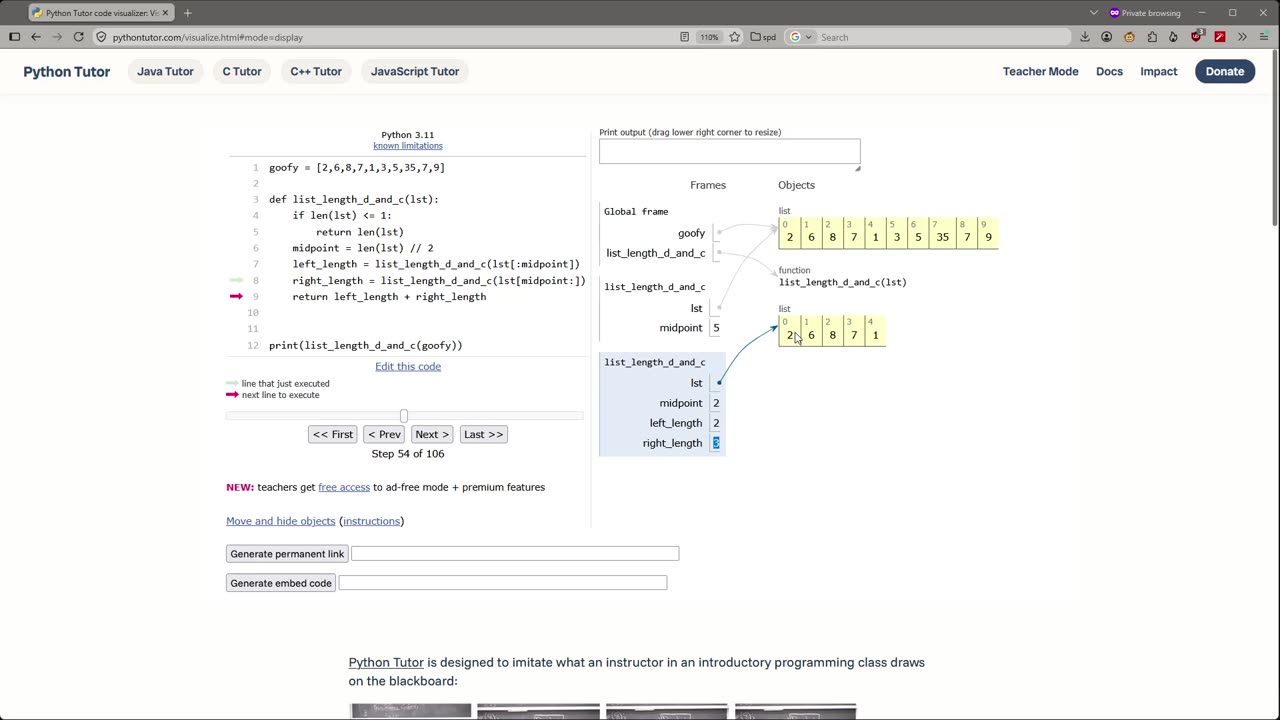 Python Tutor code visualizer: Vi
Private browsing
pythontutor.com/visualize.html#mode=display
110%
spd
Search
Python Tutor
Java Tutor
C Tutor
C++ Tutor
JavaScript Tutor
Teacher Mode
Docs
Impact
Donate
Python 3.11
known limitations
1 goofy = [2,6,8,7,1,3,5,35,7,9]
2
3 def list_length_d_and_c(lst):
4 if len(lst) <= 1:
5 return len(lst)
6 midpoint = len(lst) // 2
7 left_length = list_length_d_and_c(lst[:midpoint])
8 right_length = list_length_d_and_c(lst[midpoint:])
9 return left_length + right_length
10
11
12 print(list_length_d_and_c(goofy))
Edit this code
line that just executed
next line to execute
<< First
< Prev
Next >
Last >>
Step 54 of 106
NEW: teachers get free access to ad-free mode + premium features
Move and hide objects (instructions)
Generate permanent link
Generate embed code
Print output (drag lower right corner to resize)
Frames
Objects
Global frame
goofy
list_length_d_and_c
list_length_d_and_c
lst
midpoint 5
list_length_d_and_c
lst
midpoint 2
left_length 2
right_length 3
list
0 1 2 3 4 5 6 7 8 9
2 6 8 7 1 3 5 35 7 9
function
list_length_d_and_c(lst)
list
0 1 2 3 4
2 6 8 7 1
Python Tutor is designed to imitate what an instructor in an introductory programming class draws
on the blackboard: